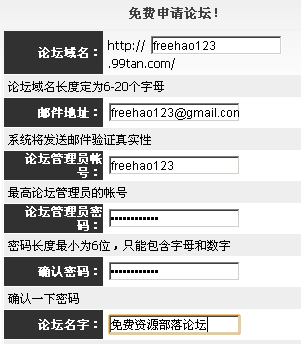 免费申请论坛!
论坛域名: http:// freehao123
.99tan.com/
论坛域名长度定为6-20个字母
邮件地址: freehao123@gmail.con
系统将发送邮件验证真实性
论坛管理员帐
号: freehao123
最高论坛管理员的帐号
论坛管理员密
码: ••••••••••••
密码长度最小为6位，只能包含字母和数字
确认密码: ••••••••••••
确认一下密码
论坛名字: 免费资源部落论坛